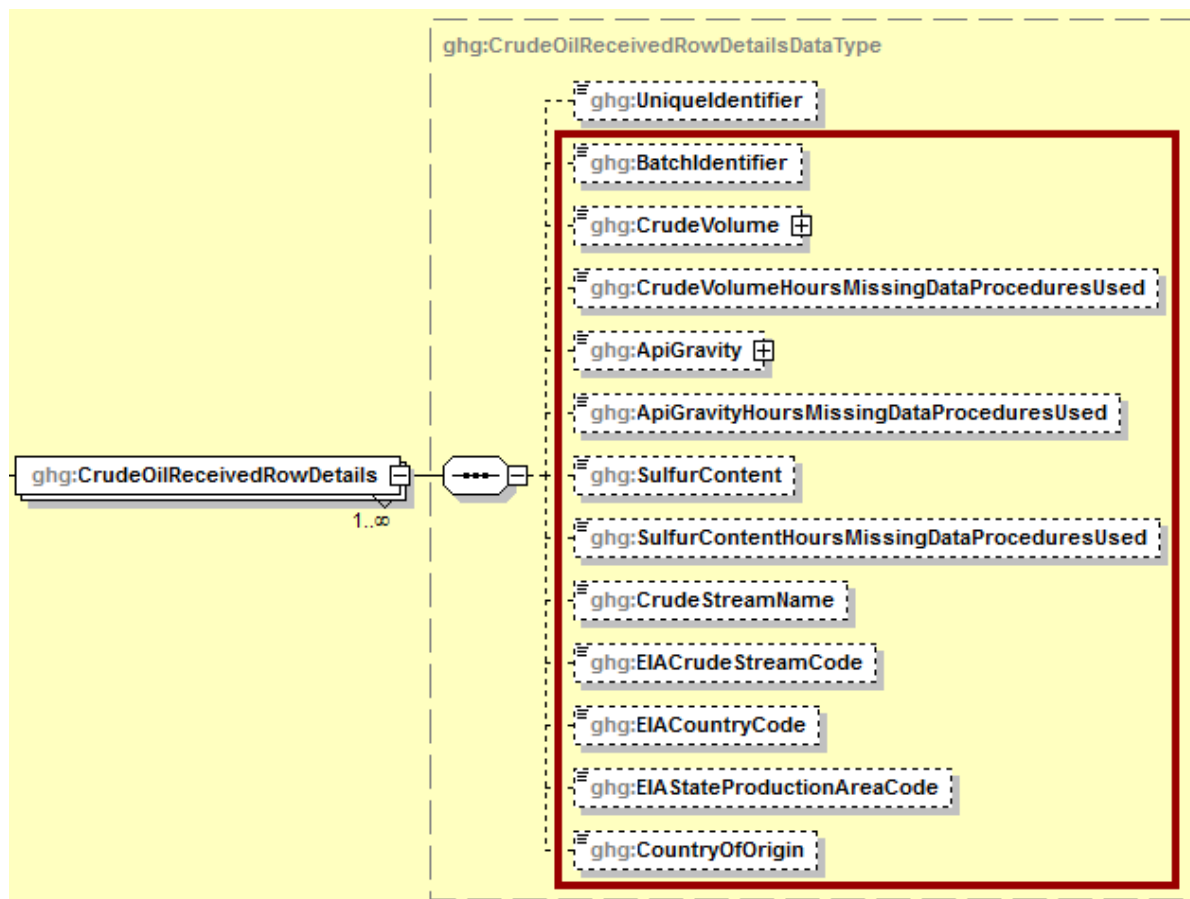 ghg:CrudeOilReceivedRowDetailsDataType
ghg:UniqueIdentifier
ghg:BatchIdentifier
ghg:CrudeVolume
ghg:CrudeVolumeHoursMissingDataProceduresUsed
ghg:ApiGravity
ghg:ApiGravityHoursMissingDataProceduresUsed
ghg:CrudeOilReceivedRowDetails
1..∞
ghg:SulfurContent
ghg:SulfurContentHoursMissingDataProceduresUsed
ghg:CrudeStreamName
ghg:EIACrudeStreamCode
ghg:EIACountryCode
ghg:EIAStateProductionAreaCode
ghg:CountryOfOrigin